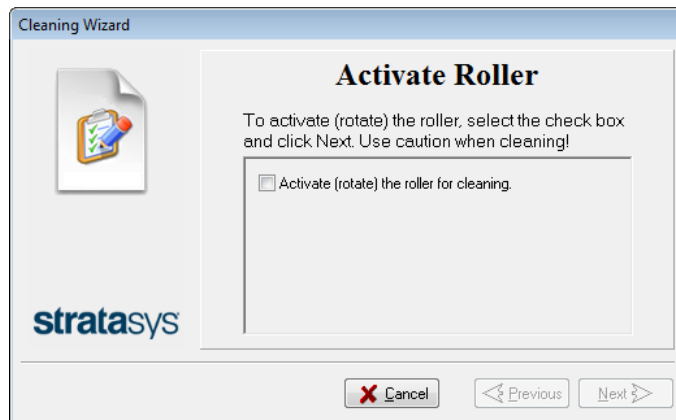 Cleaning Wizard
Activate Roller
To activate (rotate) the roller, select the check box
and click Next. Use caution when cleaning!
Activate (rotate) the roller for cleaning.
stratasys
Cancel
Previous
Next